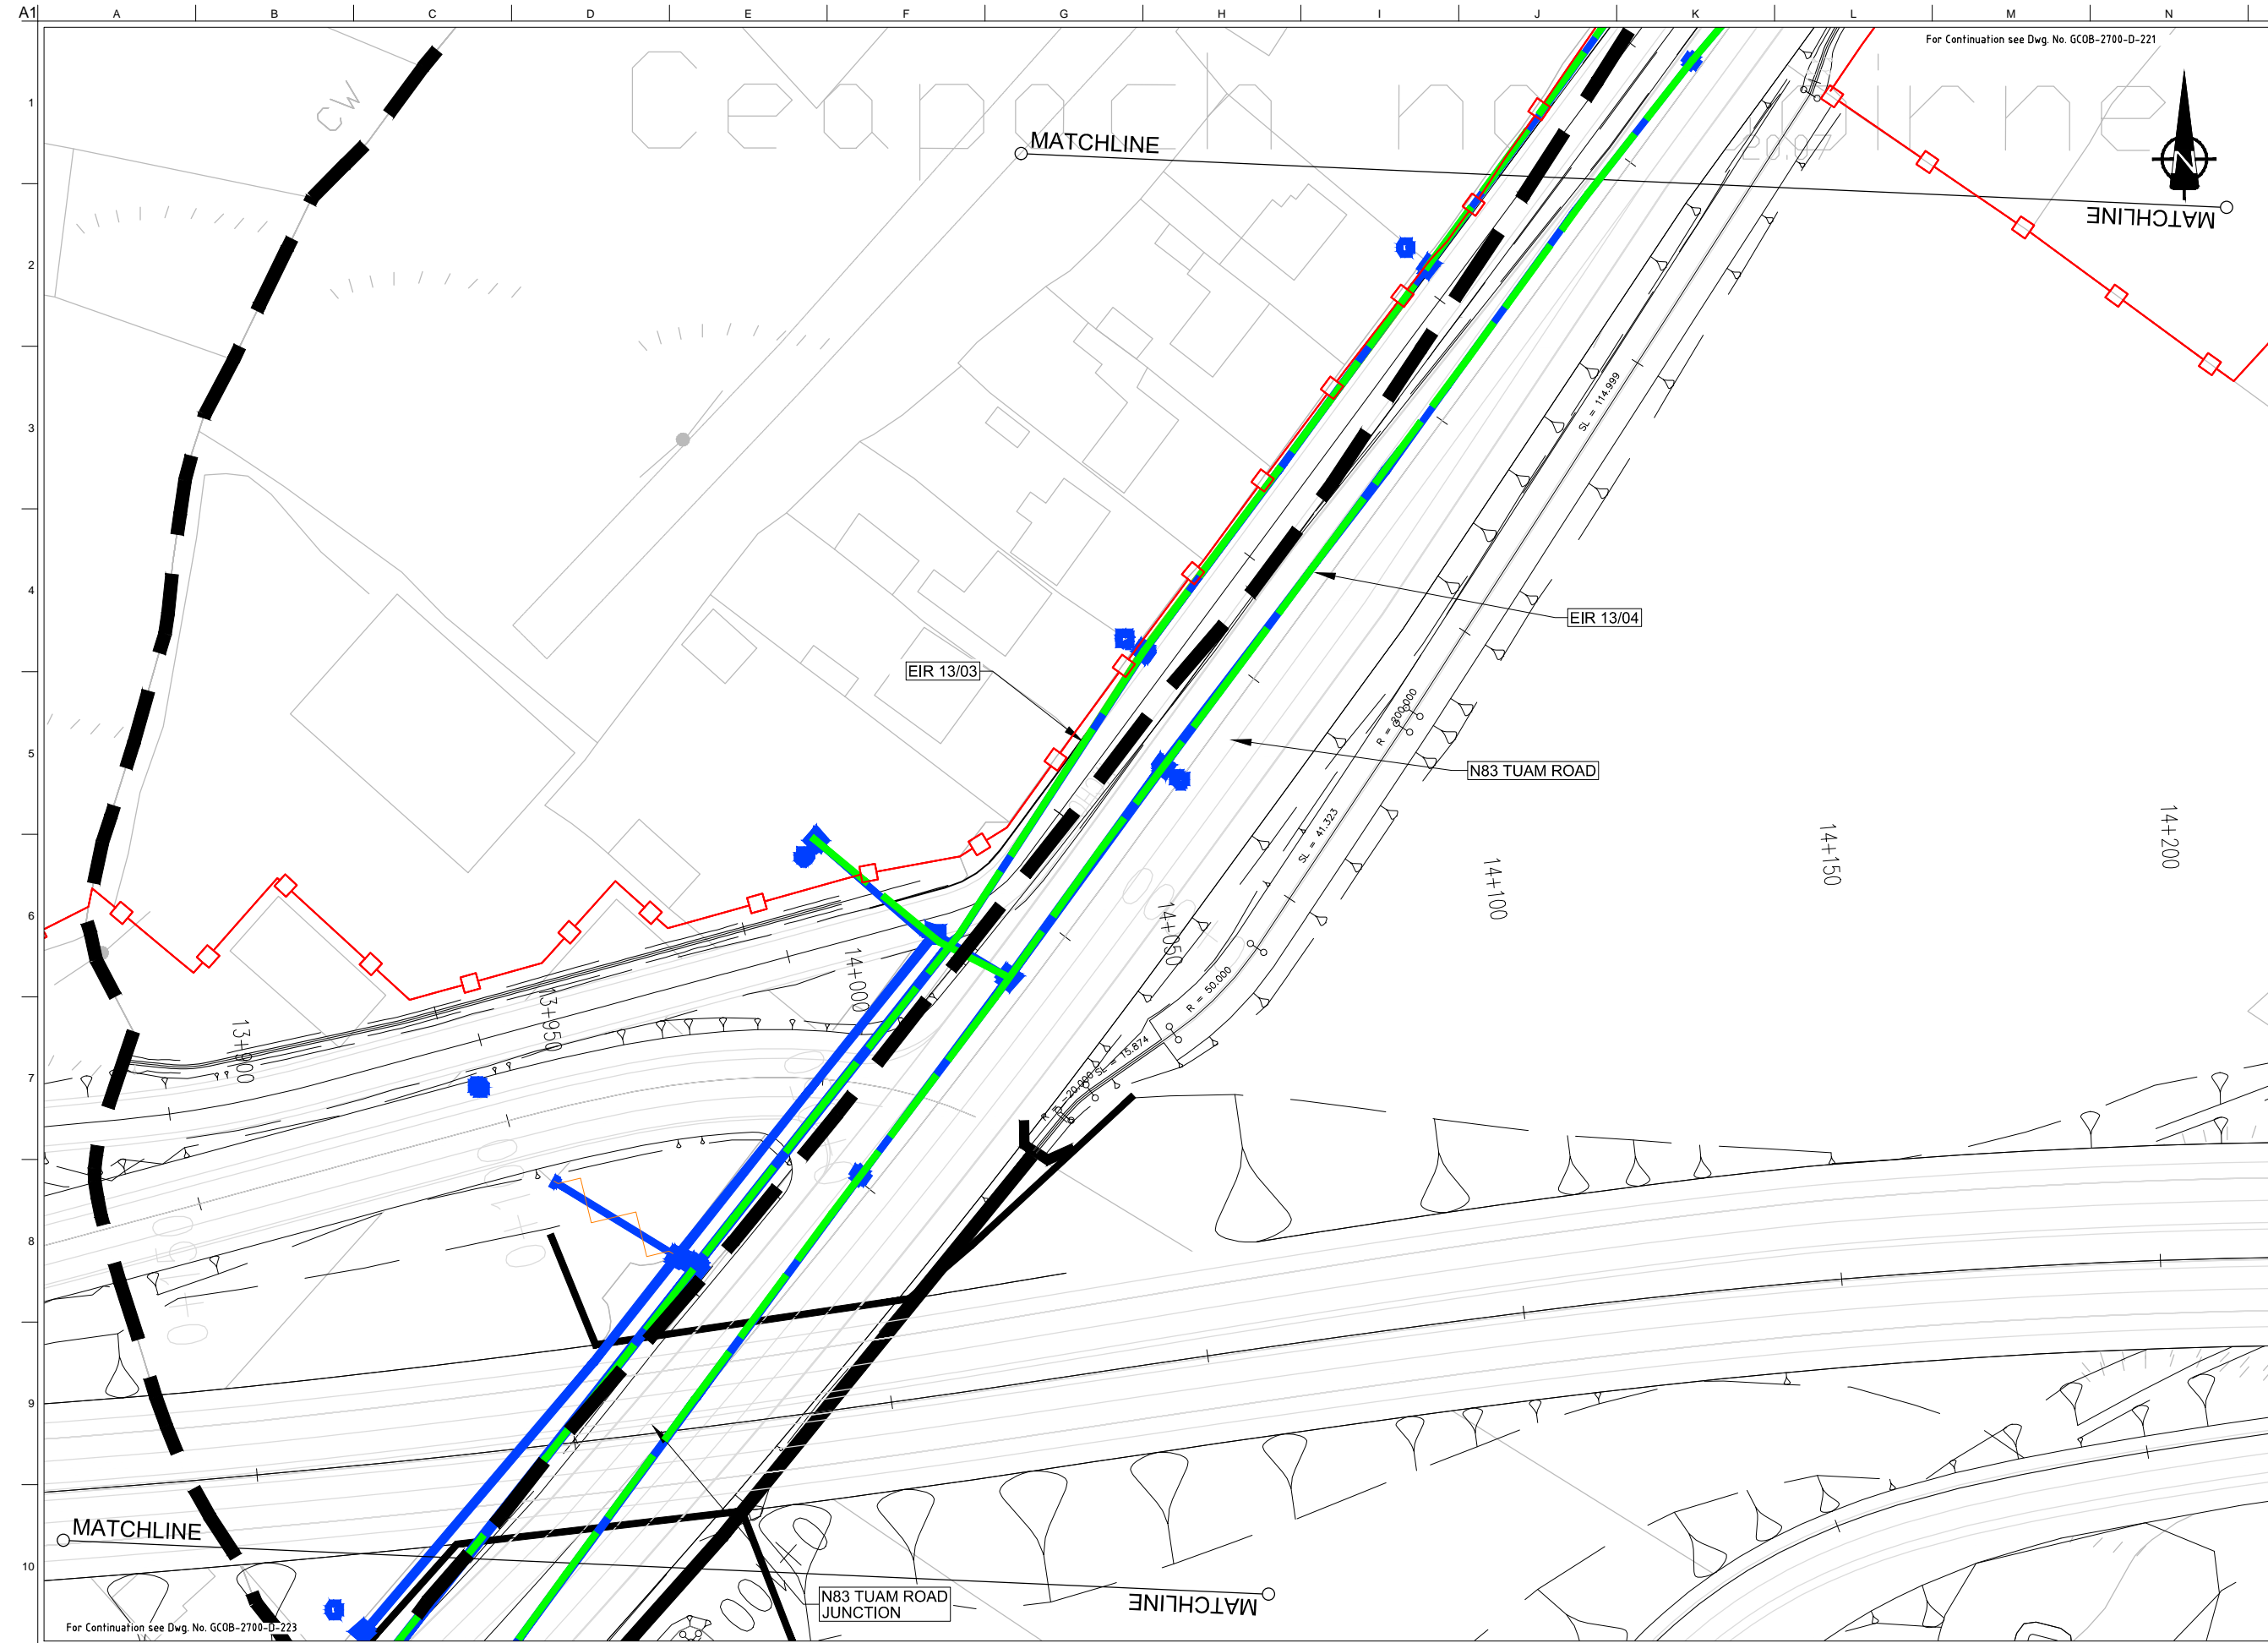 A1
A B C D E F G H I J K L M N
For Continuation see Dwg. No. GCOB-2700-D-221
CW
1
MATCHLINE
20.97
N
MATCHLINE
2
SL = 114.999
3
4
EIR 13/04
EIR 13/03
R = 200.000
5
N83 TUAM ROAD
SL = 41.323
14+200
14+150
14+100
6
14+050
14+000
R = 50.000
13+950
13+900
SL = 15.874
7
8
9
MATCHLINE
10
N83 TUAM ROAD
JUNCTION
MATCHLINE
For Continuation see Dwg. No. GCOB-2700-D-223